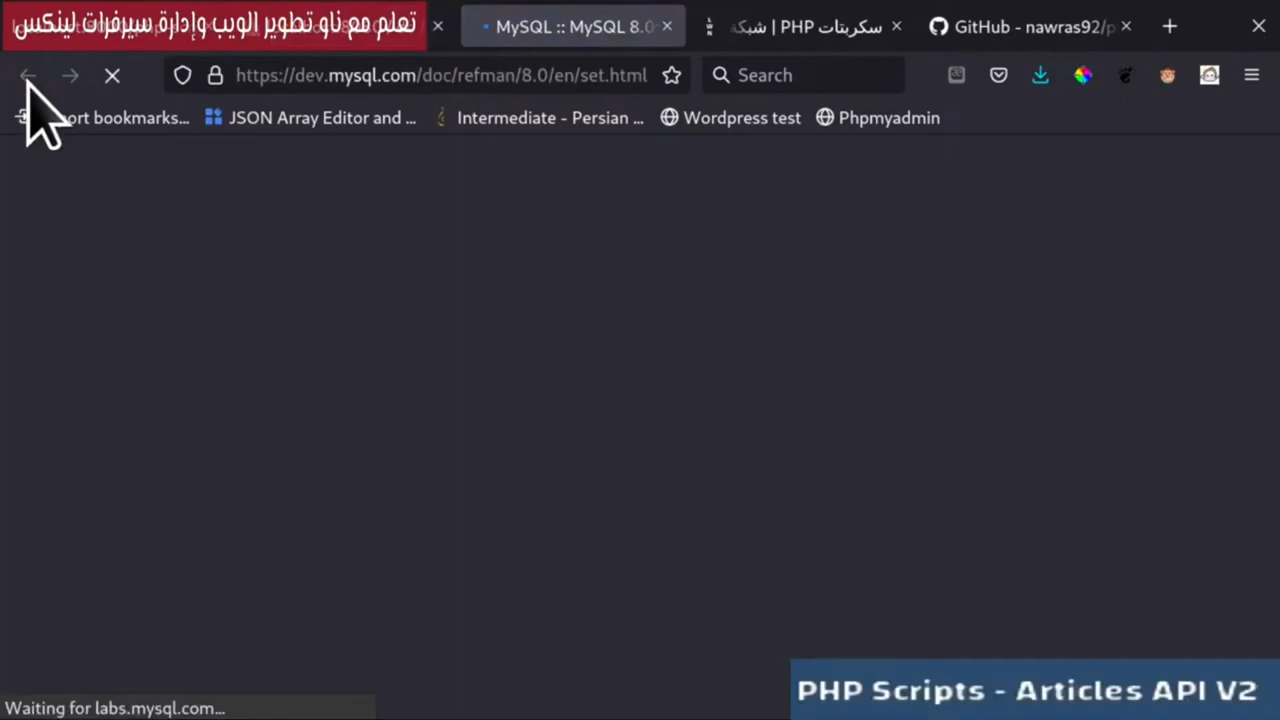 تعلم مع ناو تطوير الويب وإدارة سيرفرات لينكس
MySQL :: MySQL 8.0
سكربتات PHP | شبكة
GitHub - nawras92/p
https://dev.mysql.com/doc/refman/8.0/en/set.html
Search
ort bookmarks...
JSON Array Editor and ...
Intermediate - Persian ...
Wordpress test
Phpmyadmin
Waiting for labs.mysql.com...
PHP Scripts - Articles API V2